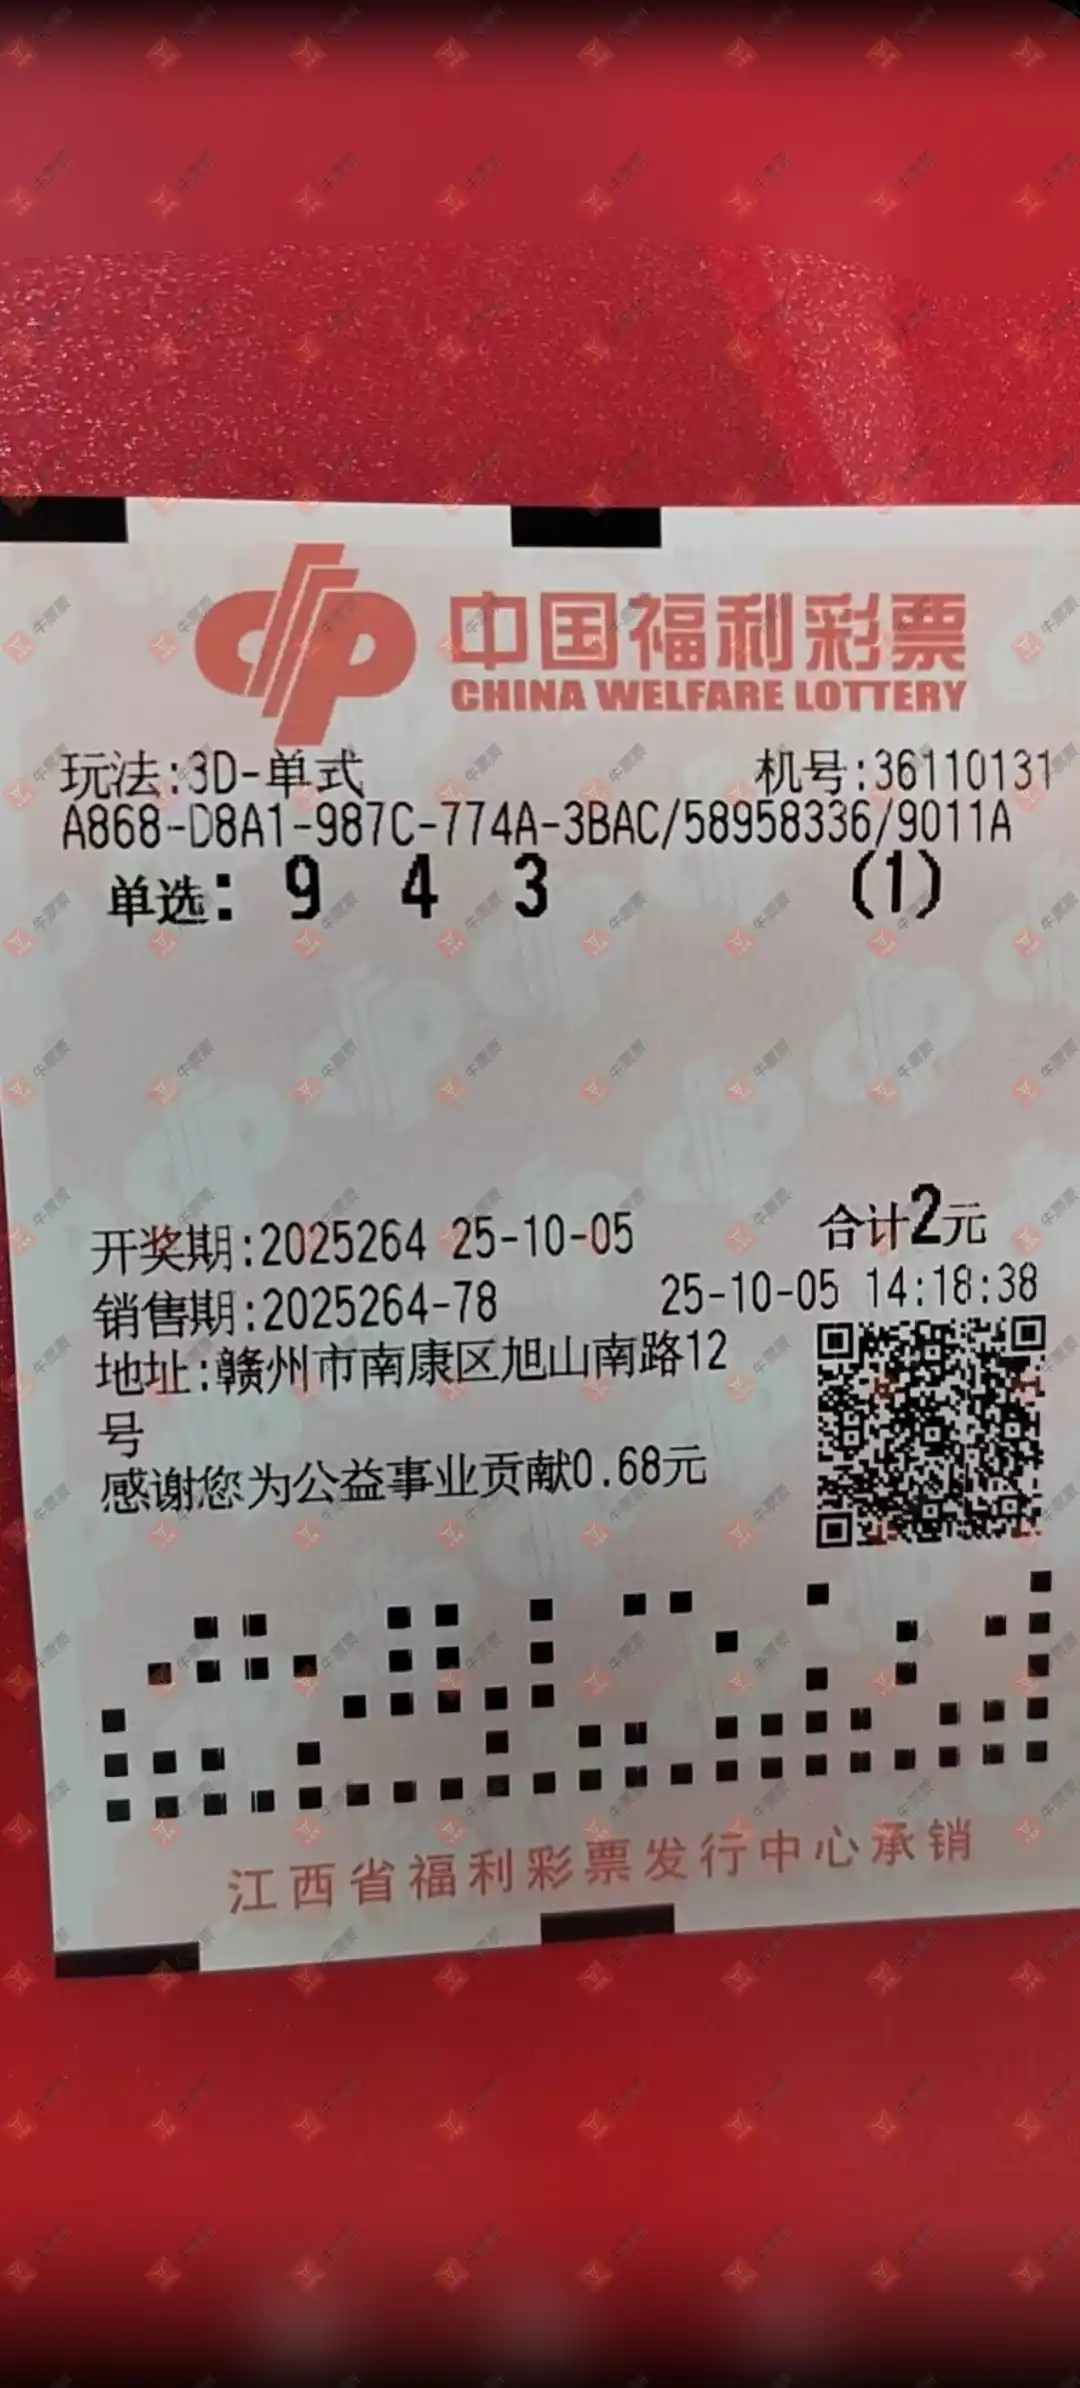 中国福利彩票
CHINA WELFARE LOTTERY
玩法:3D-单式 机号:36110131
A868-D8A1-987C-774A-3BAC/58958336/9011A
单选: 9 4 3 (1)
开奖期:2025264 25-10-05 合计2元
销售期:2025264-78 25-10-05 14:18:38
地址:赣州市南康区旭山南路12
号
感谢您为公益事业贡献0.68元
江西省福利彩票发行中心承销